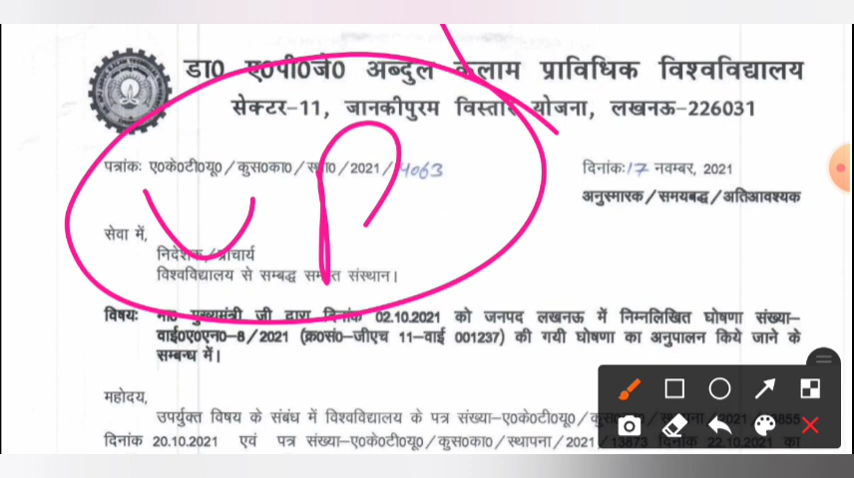 डा0 ए0पी0जे0 अब्दुल कलाम प्राविधिक विश्वविद्यालय
सेक्टर–11, जानकीपुरम विस्तार योजना, लखनऊ–226031
पत्रांकः ए0के0टी0यू0/कुस0का0/स्था0/2021/4063
दिनांकः17 नवम्बर, 2021
अनुस्मारक/समयबद्ध/अतिआवश्यक
UP
सेवा में,
निदेशक/प्राचार्य
विश्वविद्यालय से सम्बद्ध समस्त संस्थान।
विषयः मा0 मुख्यमंत्री जी द्वारा दिनांक 02.10.2021 को जनपद लखनऊ में निम्नलिखित घोषणा संख्या–
वाई0ए0एन0–8/2021 (क्र0सं0–जीएच 11–वाई 001237) की गयी घोषणा का अनुपालन किये जाने के
सम्बन्ध में।
महोदय,
उपर्युक्त विषय के संबंध में विश्वविद्यालय के पत्र संख्या–ए0के0टी0यू0/
दिनांक 20.10.2021 एवं पत्र संख्या–ए0के0टी0यू0/कुस0का0/स्थापना/2021/13873 दिनांक 22.10.2021 का